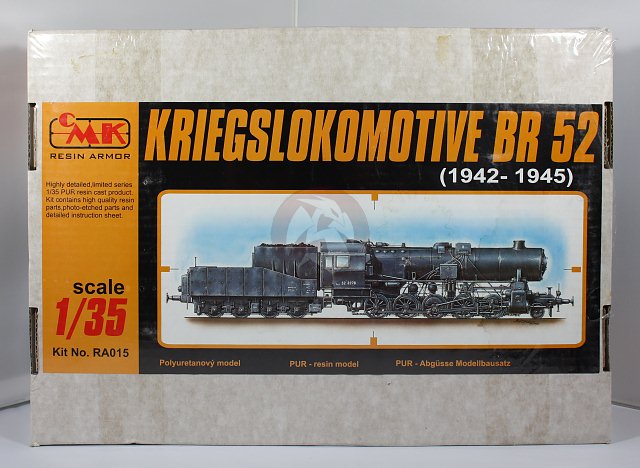 CMK
RESIN ARMOR
KRIEGSLOKOMOTIVE BR 52
(1942- 1945)
Highly detailed,limited series
1/35 PUR resin cast product.
Kit contains high quality resin
parts,photo-etched parts and
detailed instruction sheet.
scale
1/35
Kit No. RA015
Polyuretanový model
PUR - resin model
PUR - Abgüsse Modellbausatz